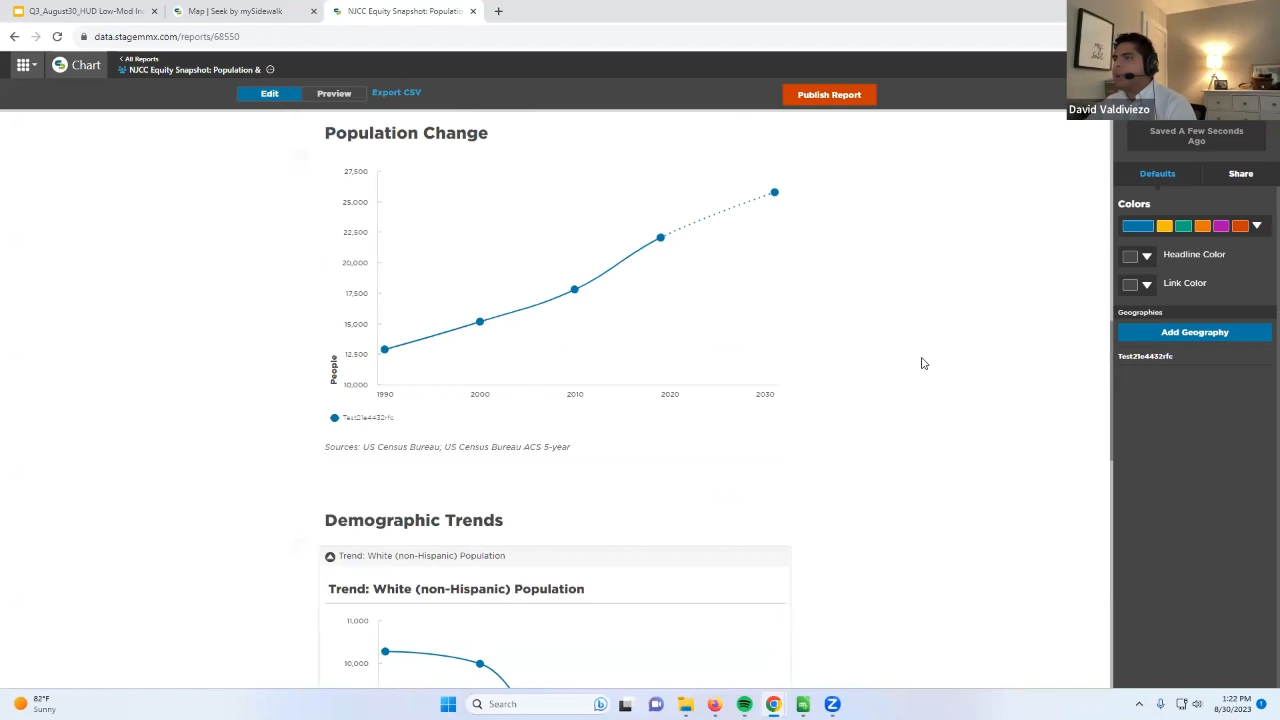 Q3_August30_HUD Low-Mod Inc
Map | Seek by mySidewalk
NJCC Equity Snapshot: Populatio
data.stagemmx.com/reports/68550
Chart
All Reports
NJCC Equity Snapshot: Population &
Edit
Preview
Export CSV
Publish Report
David Valdiviezo
Saved A Few Seconds
Ago
Defaults
Share
Colors
Headline Color
Link Color
Geographies
Add Geography
Test21e4432rfc
Population Change
27,500
25,000
22,500
20,000
17,500
15,000
12,500
10,000
People
1990
2000
2010
2020
2030
Test21e4432rfc
Sources: US Census Bureau; US Census Bureau ACS 5-year
Demographic Trends
Trend: White (non-Hispanic) Population
Trend: White (non-Hispanic) Population
11,000
10,000
82°F
Sunny
Search
1:22 PM
8/30/2023